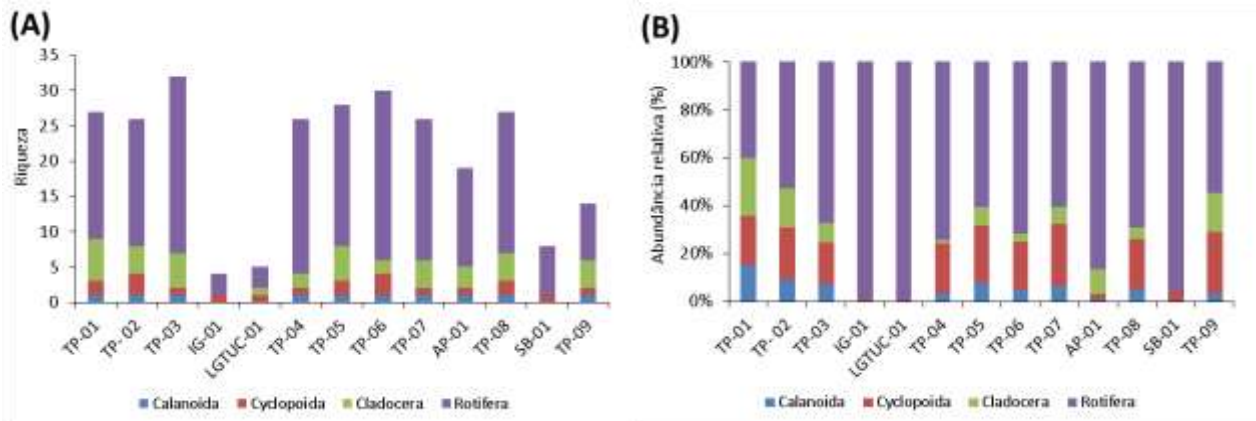 (A)
Riqueza
35
30
25
20
15
10
5
0
TP-01
TP- 02
TP-03
IG-01
LGTUC-01
TP-04
TP-05
TP-06
TP-07
AP-01
TP-08
SB-01
TP-09
Calanoida Cyclopoida Cladocera Rotifera
(B)
Abundância relativa (%)
100%
80%
60%
40%
20%
0%
TP-01
TP- 02
TP-03
IG-01
LGTUC-01
TP-04
TP-05
TP-06
TP-07
AP-01
TP-08
SB-01
TP-09
Calanoida Cyclopoida Cladocera Rotifera